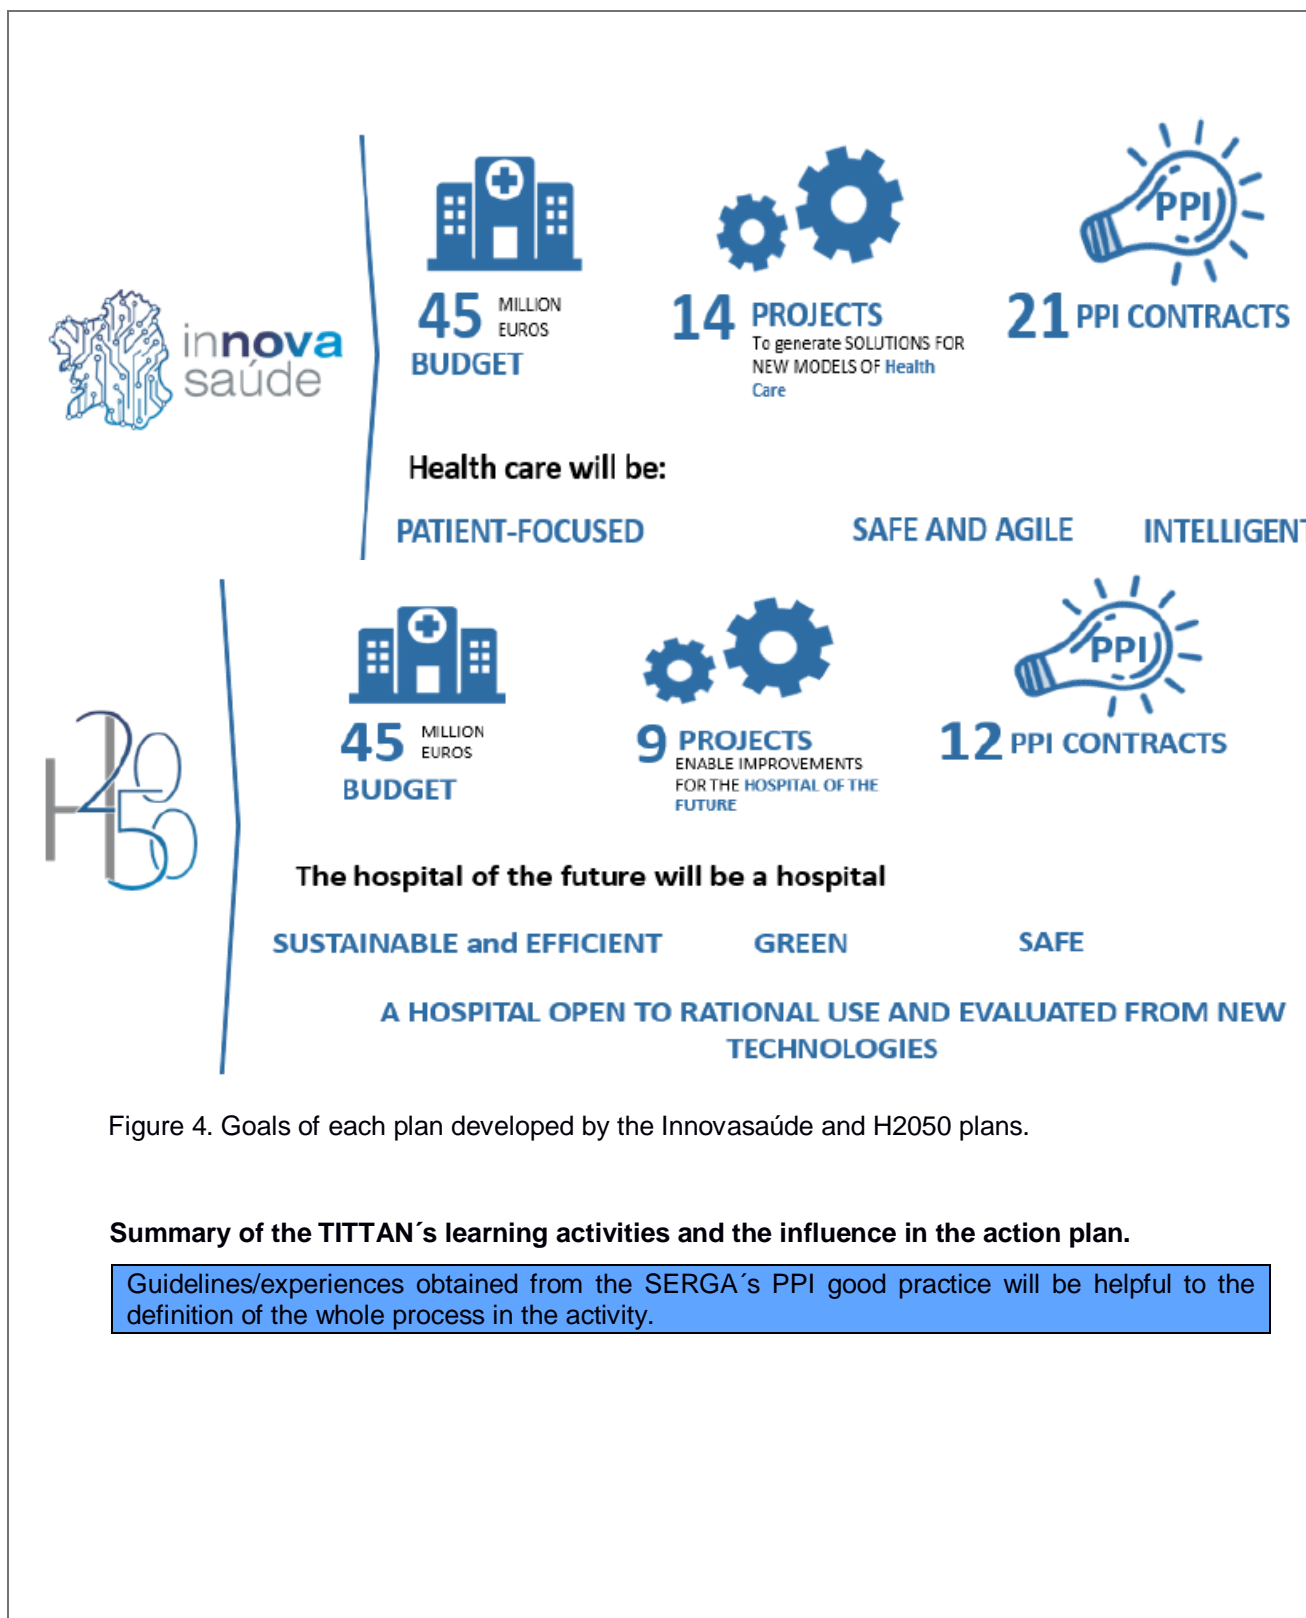 innova
saúde
45 MILLION
EUROS
BUDGET
14 PROJECTS
To generate SOLUTIONS FOR
NEW MODELS OF Health
Care
PPI
21 PPI CONTRACTS
Health care will be:
PATIENT-FOCUSED SAFE AND AGILE INTELLIGENT
H2050
45 MILLION
EUROS
BUDGET
9 PROJECTS
ENABLE IMPROVEMENTS
FOR THE HOSPITAL OF THE
FUTURE
PPI
12 PPI CONTRACTS
The hospital of the future will be a hospital
SUSTAINABLE and EFFICIENT GREEN SAFE
A HOSPITAL OPEN TO RATIONAL USE AND EVALUATED FROM NEW
TECHNOLOGIES
Figure 4. Goals of each plan developed by the Innovasaúde and H2050 plans.
Summary of the TITTAN´s learning activities and the influence in the action plan.
Guidelines/experiences obtained from the SERGA´s PPI good practice will be helpful to the
definition of the whole process in the activity.